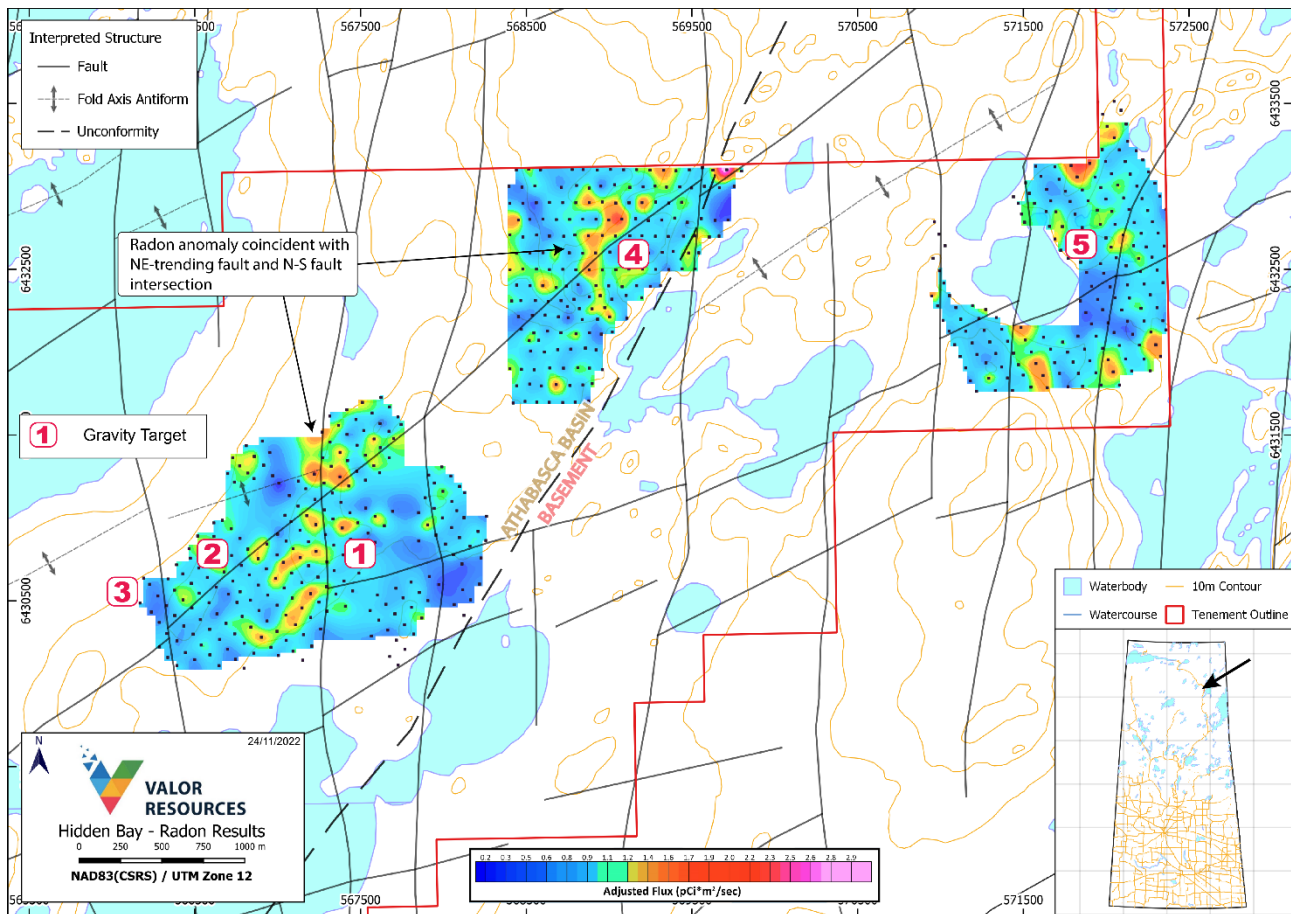 567500
568500
569500
570500
571500
572500
Interpreted Structure
Fault
Fold Axis Antiform
Unconformity
6433500
6433500
Radon anomaly coincident with
NE-trending fault and N-S fault
intersection
6432500
6432500
4
5
1 Gravity Target
6431500
ATHABASCA BASIN
BASEMENT
2
1
3
6430500
6430500
Waterbody
10m Contour
Watercourse
Tenement Outline
24/11/2022
N
VALOR
RESOURCES
Hidden Bay - Radon Results
0 250 500 750 1000 m
NAD83(CSRS) / UTM Zone 12
0.2 0.5 0.6 0.8 0.9 1.1 1.2 1.4 1.6 1.7 1.9 2.0 2.2 2.4 2.5 2.6 2.8 2.9
Adjusted Flux (pCi*m²/sec)
567500
571500